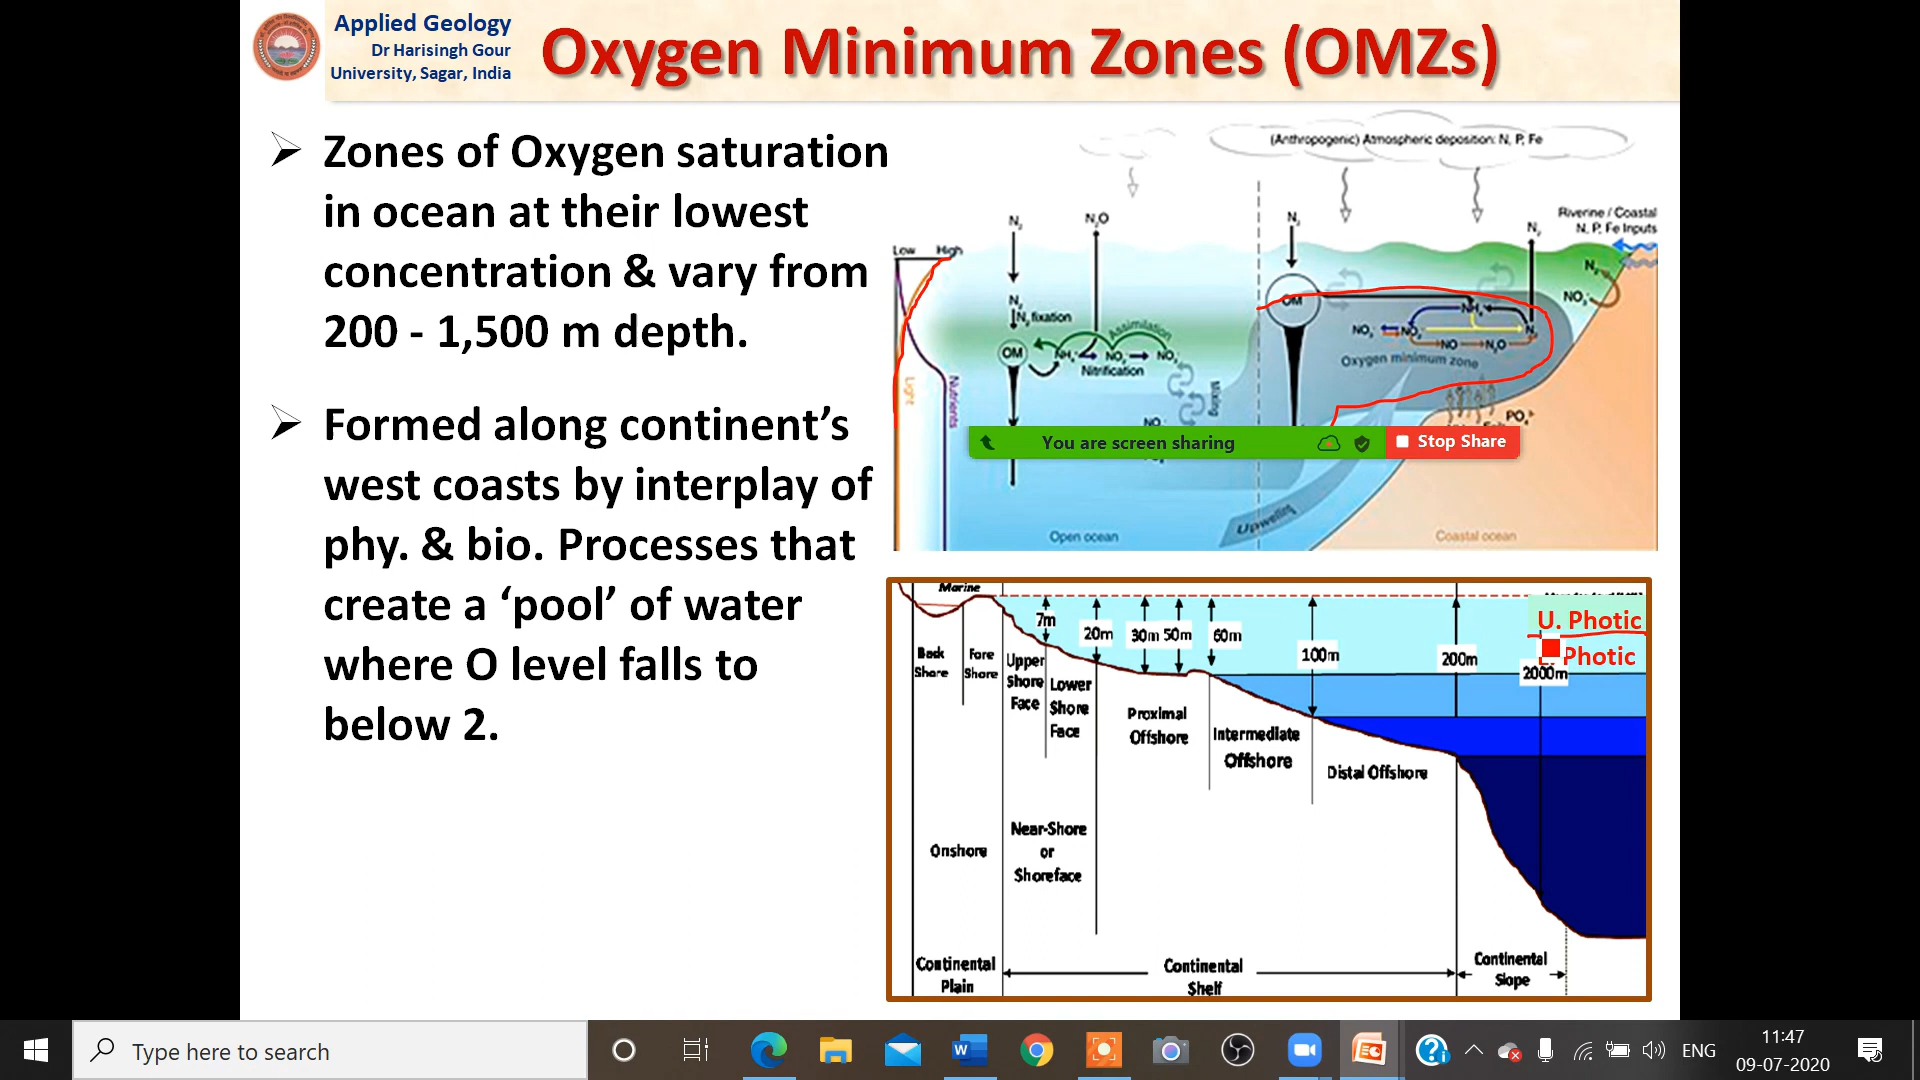 Applied Geology
Dr Harisingh Gour
University, Sagar, India
Oxygen Minimum Zones (OMZs)
Zones of Oxygen saturation
in ocean at their lowest
concentration & vary from
200 - 1,500 m depth.
Formed along continent’s
west coasts by interplay of
phy. & bio. Processes that
create a ‘pool’ of water
where O level falls to
below 2.
(Anthropogenic) Atmospheric deposition: N, P, Fe
Riverine / Coastal
N, P, Fe Inputs
N₂
N₂O
N₂
N₂
Low
High
N₂
N₂
N₂ fixation
OM
NO₃
OM
NH₄
Assimilation
NO₃
NO₂
N₂
NO
N₂O
Oxygen minimum zone
NH₄
NO₂
NO₃
Nitrification
Light
Nutrients
Mixing
NO
PO₄
You are screen sharing
Stop Share
Upwelling
Open ocean
Coastal ocean
Marine
7m
20m
30m
50m
60m
100m
200m
2000m
U. Photic
Photic
Back
Shore
Fore
Shore
Upper
Shore
Face
Lower
Shore
Face
Proximal
Offshore
Intermediate
Offshore
Distal Offshore
Onshore
Near-Shore
or
Shoreface
Continental
Plain
Continental
Shelf
Continental
Slope
Type here to search
ENG
11:47
09-07-2020